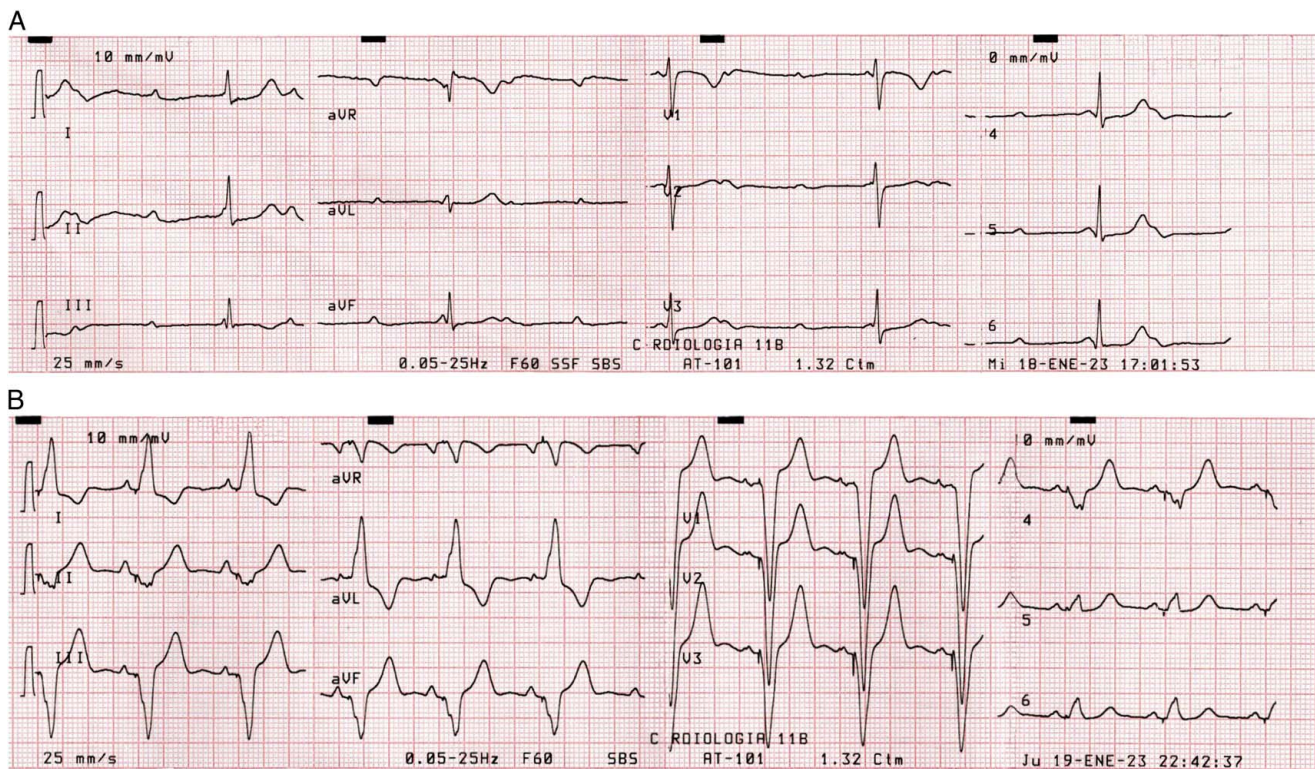 A
10 mm/mV
I
II
III
aVR
aVL
aVF
V1
V2
V3
0 mm/mV
4
5
6
C RDIOLOGIA 11B
25 mm/s
0.05-25Hz F60 SSF SBS
AT-101
1.32 Clm
Mi 18-ENE-23 17:01:53
B
10 mm/mV
I
II
III
aVR
aVL
aVF
V1
V2
V3
0 mm/mV
4
5
6
C RDIOLOGIA 11B
25 mm/s
0.05-25Hz F60 SBS
AT-101
1.32 Clm
Ju 19-ENE-23 22:42:37